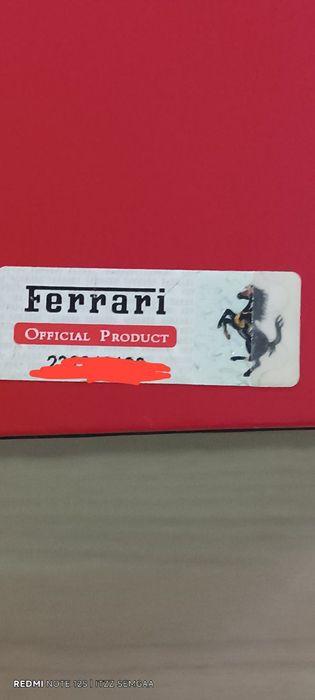 Ferrari
OFFICIAL PRODUCT
REDMI NOTE 12S | ITZZ SEMGAA